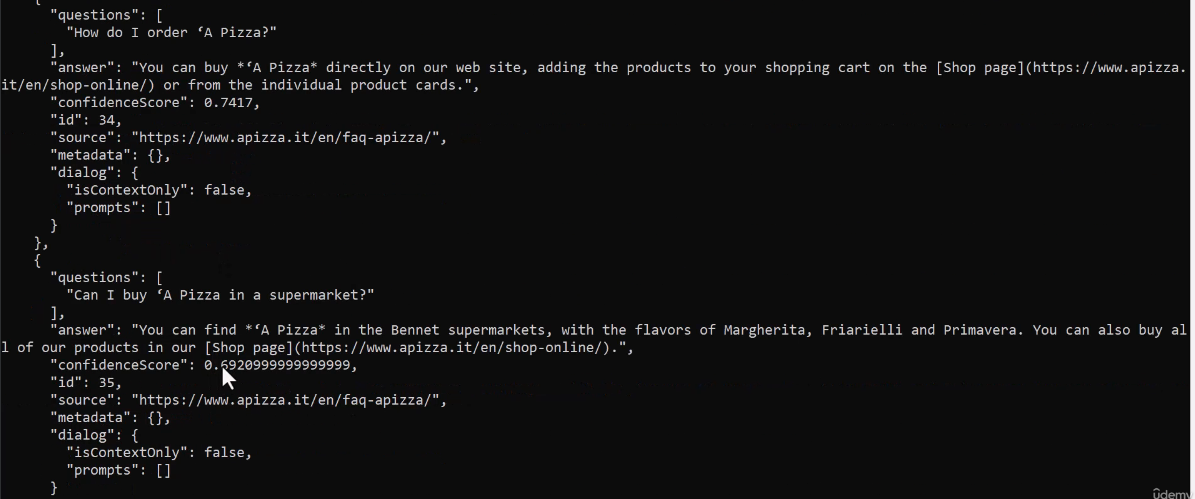 {
"questions": [
"How do I order ‘A Pizza?"
],
"answer": "You can buy *‘A Pizza* directly on our web site, adding the products to your shopping cart on the [Shop page](https://www.apizza.
it/en/shop-online/) or from the individual product cards.",
"confidenceScore": 0.7417,
"id": 34,
"source": "https://www.apizza.it/en/faq-apizza/",
"metadata": {},
"dialog": {
"isContextOnly": false,
"prompts": []
}
},
{
"questions": [
"Can I buy ‘A Pizza in a supermarket?"
],
"answer": "You can find *‘A Pizza* in the Bennet supermarkets, with the flavors of Margherita, Friarielli and Primavera. You can also buy al
l of our products in our [Shop page](https://www.apizza.it/en/shop-online/).",
"confidenceScore": 0.6920999999999999,
"id": 35,
"source": "https://www.apizza.it/en/faq-apizza/",
"metadata": {},
"dialog": {
"isContextOnly": false,
"prompts": []
}
udemy